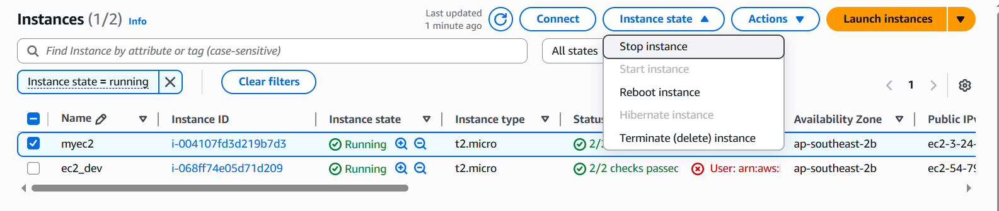 Instances (1/2) Info
Last updated
1 minute ago
Connect
Instance state
Actions
Launch instances
Find Instance by attribute or tag (case-sensitive)
All states
Stop instance
Start instance
Reboot instance
Hibernate instance
Terminate (delete) instance
Instance state = running
Clear filters
1
Name Instance ID Instance state Instance type Status Availability Zone Public IPv
myec2 i-004107fd3d219b7d3 Running t2.micro 2/2 ap-southeast-2b ec2-3-24-
ec2_dev i-068ff74e05d71d209 Running t2.micro 2/2 checks passed User: arn:aws:i ap-southeast-2b ec2-54-79